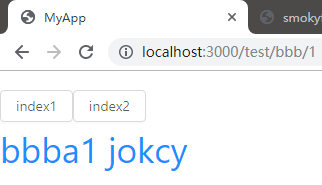 MyApp
smoky
localhost:3000/test/bbb/1
index1 index2
bbba1 jokcy